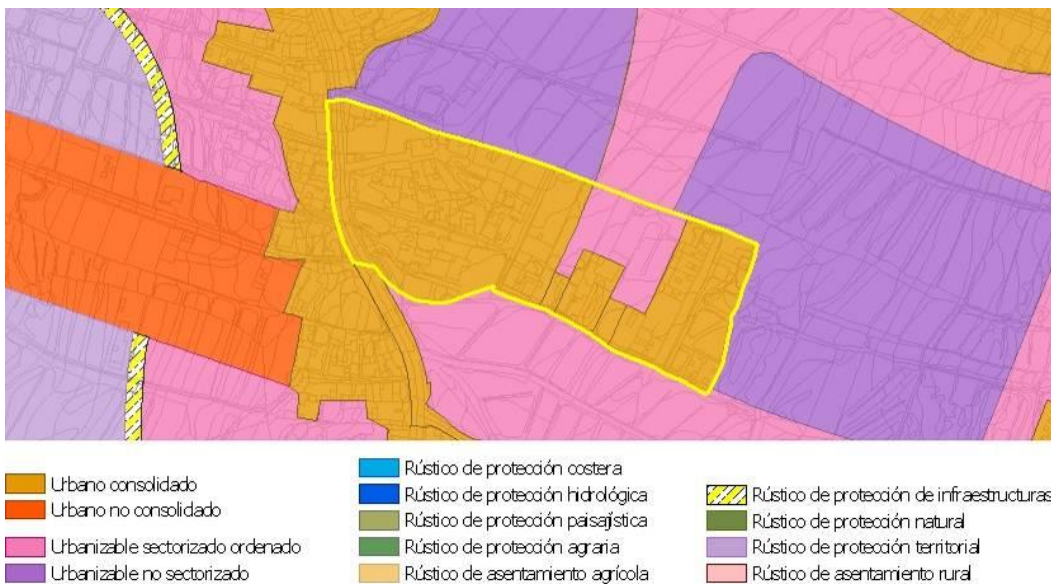 Urbano consolidado
Urbano no consolidado
Urbanizable sectorizado ordenado
Urbanizable no sectorizado
Rústico de protección costera
Rústico de protección hidrológica
Rústico de protección paisajística
Rústico de protección agraria
Rústico de asentamiento agrícola
Rústico de protección de infraestructuras
Rústico de protección natural
Rústico de protección territorial
Rústico de asentamiento rural